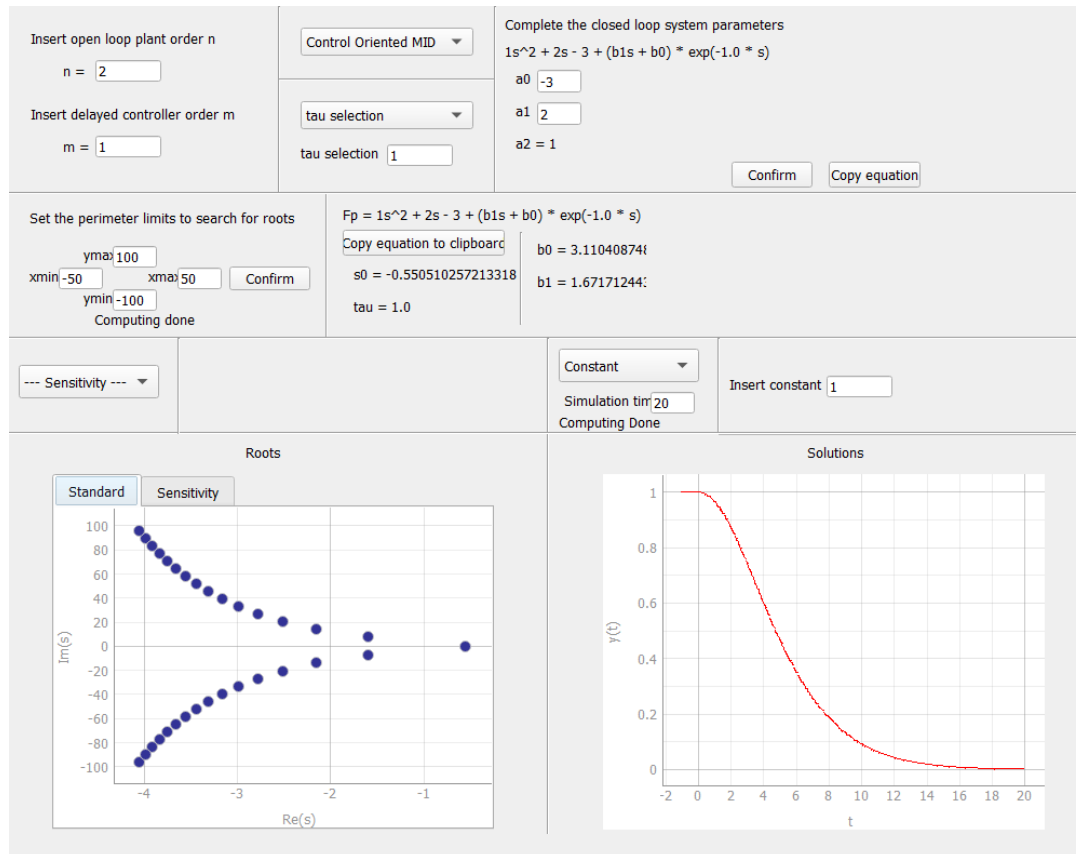 Insert open loop plant order n
n = 2
Insert delayed controller order m
m = 1
Control Oriented MID
tau selection
tau selection 1
Complete the closed loop system parameters
1s^2 + 2s - 3 + (b1s + b0) * exp(-1.0 * s)
a0 -3
a1 2
a2 = 1
Confirm Copy equation
Set the perimeter limits to search for roots
ymax 100
xmin -50 xmax 50 Confirm
ymin -100
Computing done
Fp = 1s^2 + 2s - 3 + (b1s + b0) * exp(-1.0 * s)
Copy equation to clipboard
s0 = -0.550510257213318
tau = 1.0
b0 = 3.110408748
b1 = 1.67171244
--- Sensitivity ---
Constant
Simulation tim 20
Computing Done
Insert constant 1
Roots
Standard Sensitivity
100
80
60
40
20
0
-20
-40
-60
-80
-100
Im(s)
-4 -3 -2 -1
Re(s)
Solutions
1
0.8
0.6
0.4
0.2
0
y(t)
-2 0 2 4 6 8 10 12 14 16 18 20
t